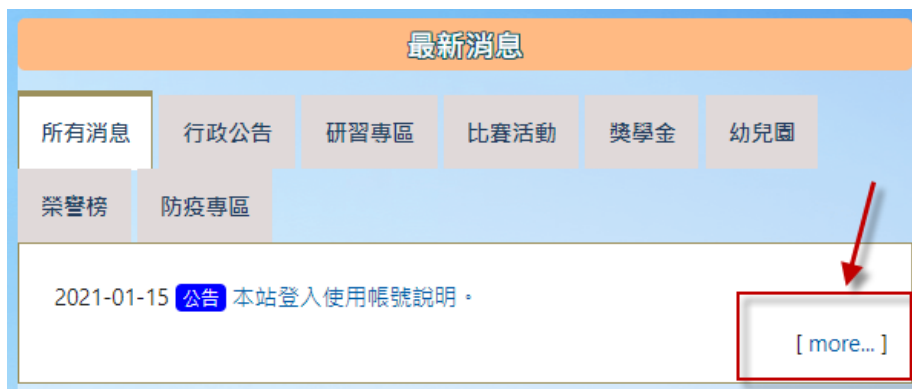 最新消息
所有消息 行政公告 研習專區 比賽活動 獎學金 幼兒園
榮譽榜 防疫專區
2021-01-15 公告 本站登入使用帳號說明。
[ more... ]